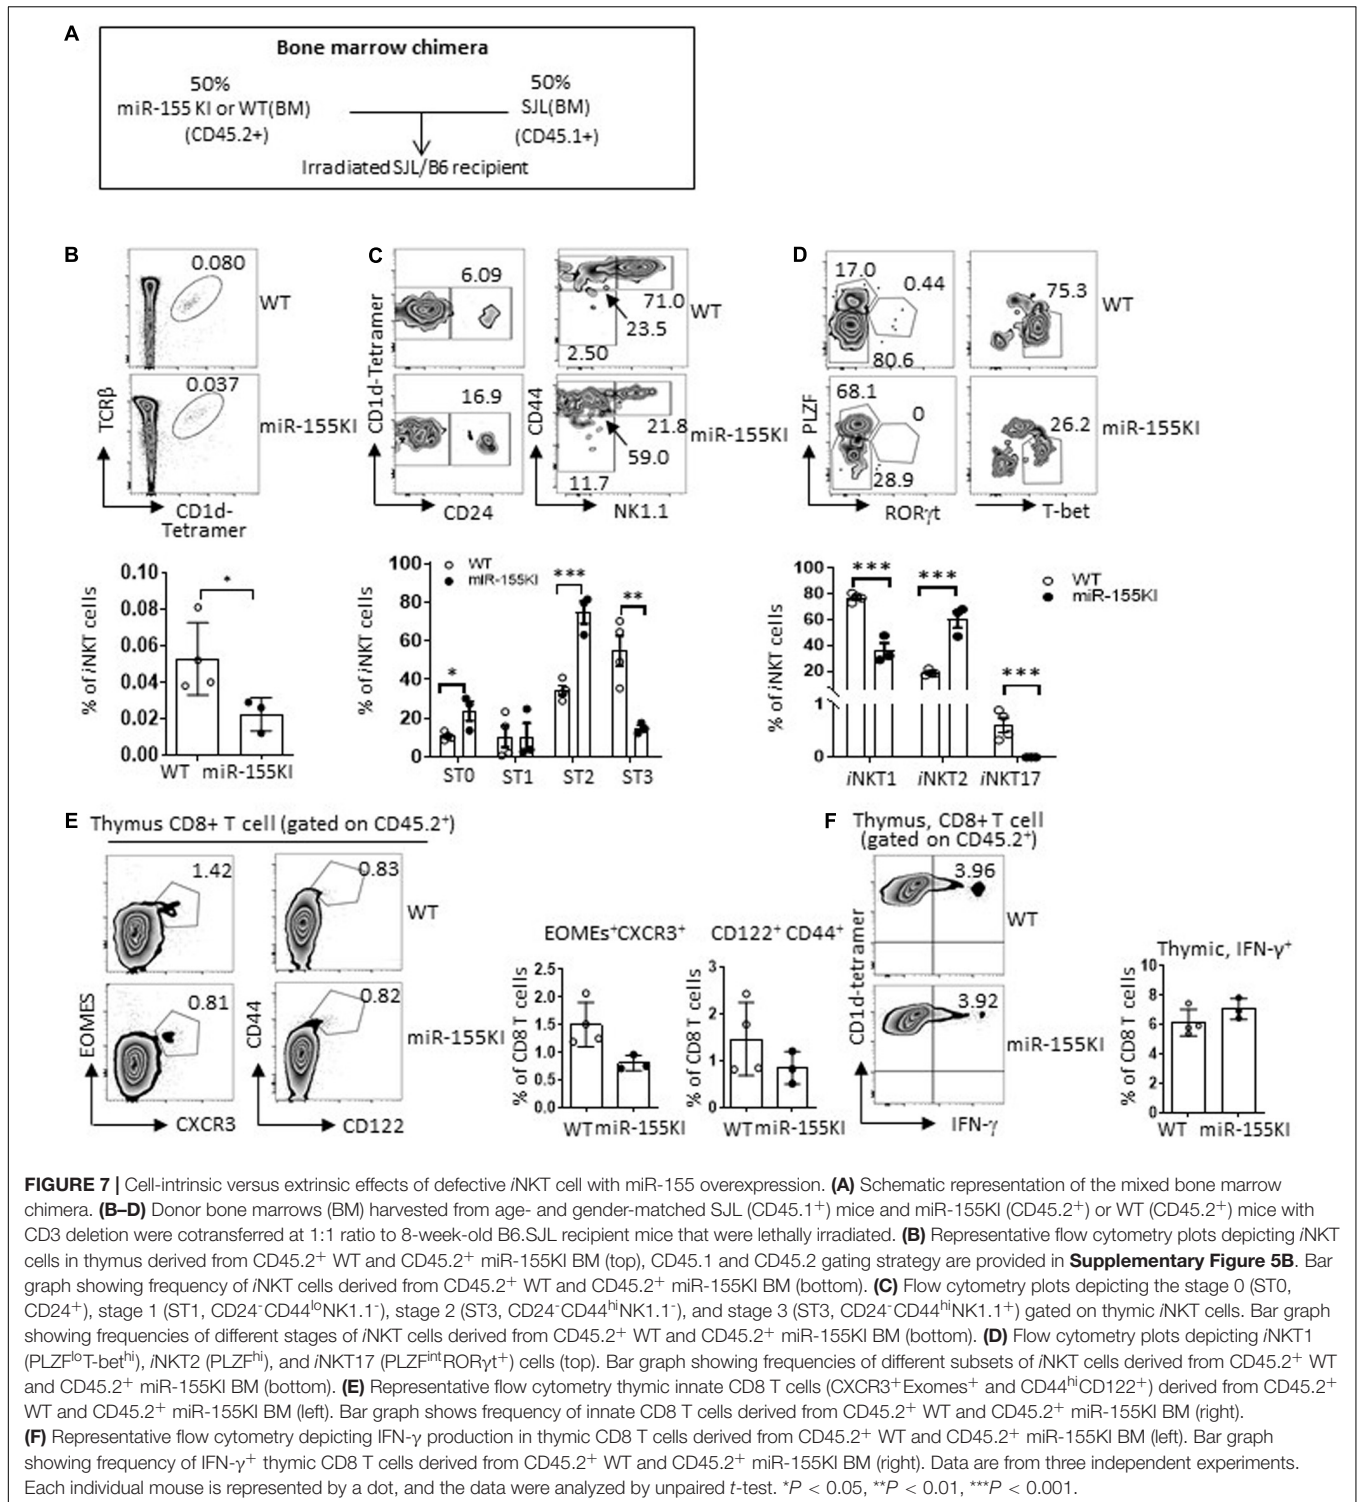 A
Bone marrow chimera
50%
50%
miR-155 KI or WT(BM)
SJL(BM)
(CD45.2+)
(CD45.1+)
Irradiated SJL/B6 recipient
B
0.080
WT
0.037
miR-155KI
TCRβ
CD1d-
Tetramer
% of iNKT cells
0.10
0.08
0.06
0.04
0.02
0.00
*
WT miR-155KI
C
6.09
71.0
WT
23.5
2.50
16.9
21.8
miR-155KI
59.0
11.7
CD1d-Tetramer
CD44
CD24
NK1.1
% of iNKT cells
100
80
60
40
20
0
WT
miR-155KI
*
***
**
ST0
ST1
ST2
ST3
D
17.0
0.44
75.3
WT
80.6
68.1
0
26.2
miR-155KI
28.9
PLZF
RORγt
T-bet
% of iNKT cells
100
80
60
40
20
1
0
***
***
***
WT
miR-155KI
iNKT1
iNKT2
iNKT17
E
Thymus CD8+ T cell (gated on CD45.2+)
1.42
0.83
WT
0.81
0.82
miR-155KI
EOMES
CD44
CXCR3
CD122
EOMEs+CXCR3+
% of CD8 T cells
2.5
2.0
1.5
1.0
0.5
0.0
WT miR-155KI
CD122+ CD44+
% of CD8 T cells
3
2
1
0
WT miR-155KI
F
Thymus, CD8+ T cell
(gated on CD45.2+)
3.96
WT
3.92
miR-155KI
CD1d-tetramer
IFN-γ
Thymic, IFN-γ+
% of CD8 T cells
10
8
6
4
2
0
WT miR-155KI
FIGURE 7 | Cell-intrinsic versus extrinsic effects of defective iNKT cell with miR-155 overexpression. (A) Schematic representation of the mixed bone marrow
chimera. (B–D) Donor bone marrows (BM) harvested from age- and gender-matched SJL (CD45.1+) mice and miR-155KI (CD45.2+) or WT (CD45.2+) mice with
CD3 deletion were cotransferred at 1:1 ratio to 8-week-old B6.SJL recipient mice that were lethally irradiated. (B) Representative flow cytometry plots depicting iNKT
cells in thymus derived from CD45.2+ WT and CD45.2+ miR-155KI BM (top), CD45.1 and CD45.2 gating strategy are provided in Supplementary Figure 5B. Bar
graph showing frequency of iNKT cells derived from CD45.2+ WT and CD45.2+ miR-155KI BM (bottom). (C) Flow cytometry plots depicting the stage 0 (ST0,
CD24+), stage 1 (ST1, CD24-CD44loNK1.1-), stage 2 (ST3, CD24-CD44hiNK1.1-), and stage 3 (ST3, CD24-CD44hiNK1.1+) gated on thymic iNKT cells. Bar graph
showing frequencies of different stages of iNKT cells derived from CD45.2+ WT and CD45.2+ miR-155KI BM (bottom). (D) Flow cytometry plots depicting iNKT1
(PLZFloT-bethi), iNKT2 (PLZFhi), and iNKT17 (PLZFintRORγt+) cells (top). Bar graph showing frequencies of different subsets of iNKT cells derived from CD45.2+ WT
and CD45.2+ miR-155KI BM (bottom). (E) Representative flow cytometry thymic innate CD8 T cells (CXCR3+Exomes+ and CD44hiCD122+) derived from CD45.2+
WT and CD45.2+ miR-155KI BM (left). Bar graph shows frequency of innate CD8 T cells derived from CD45.2+ WT and CD45.2+ miR-155KI BM (right).
(F) Representative flow cytometry depicting IFN-γ production in thymic CD8 T cells derived from CD45.2+ WT and CD45.2+ miR-155KI BM (left). Bar graph
showing frequency of IFN-γ+ thymic CD8 T cells derived from CD45.2+ WT and CD45.2+ miR-155KI BM (right). Data are from three independent experiments.
Each individual mouse is represented by a dot, and the data were analyzed by unpaired t-test. *P < 0.05, **P < 0.01, ***P < 0.001.